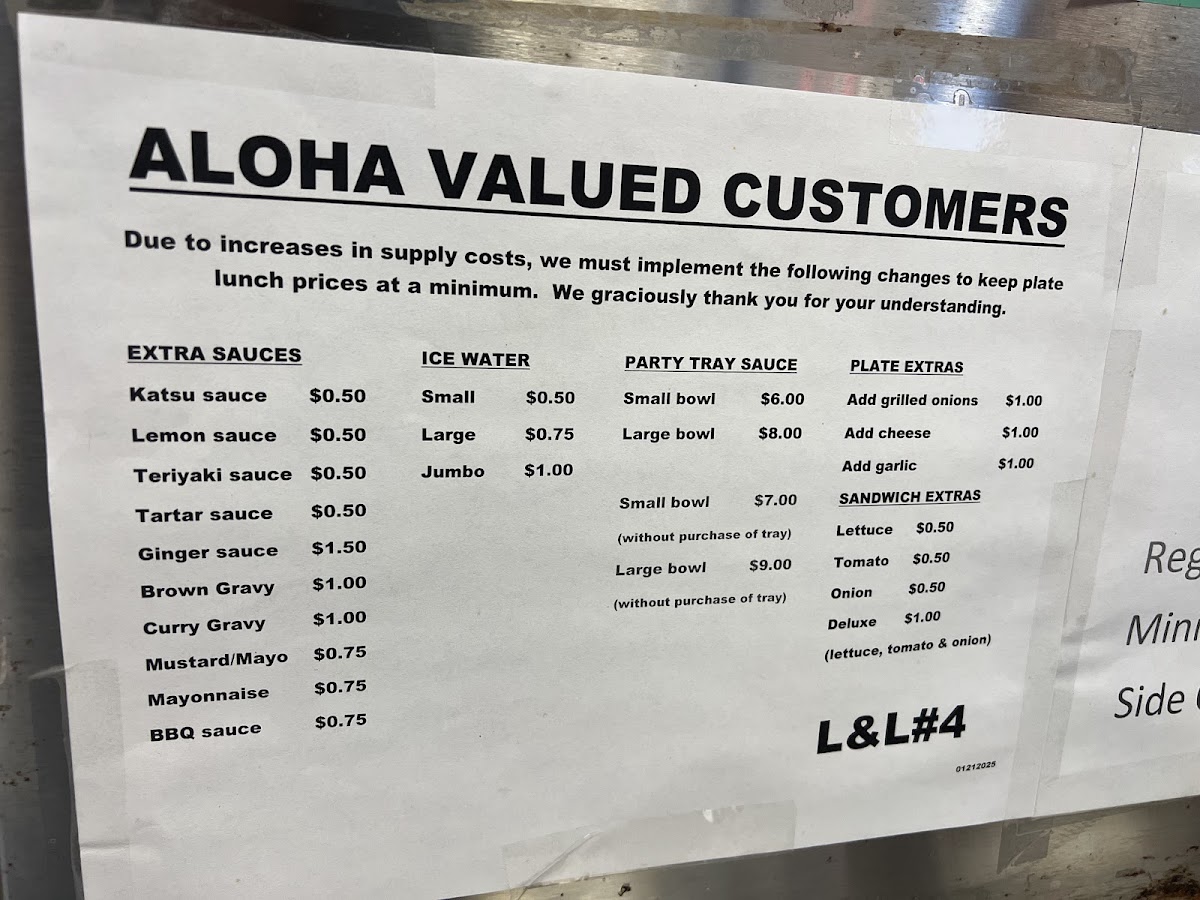 ALOHA VALUED CUSTOMERS
Due to increases in supply costs, we must implement the following changes to keep plate
lunch prices at a minimum. We graciously thank you for your understanding.
EXTRA SAUCES
Katsu sauce $0.50
Lemon sauce $0.50
Teriyaki sauce $0.50
Tartar sauce $0.50
Ginger sauce $1.50
Brown Gravy $1.00
Curry Gravy $1.00
Mustard/Mayo $0.75
Mayonnaise $0.75
BBQ sauce $0.75
ICE WATER
Small $0.50
Large $0.75
Jumbo $1.00
PARTY TRAY SAUCE
Small bowl $6.00
Large bowl $8.00
Small bowl $7.00
(without purchase of tray)
Large bowl $9.00
(without purchase of tray)
PLATE EXTRAS
Add grilled onions $1.00
Add cheese $1.00
Add garlic $1.00
SANDWICH EXTRAS
Lettuce $0.50
Tomato $0.50
Onion $0.50
Deluxe $1.00
(lettuce, tomato & onion)
L&L#4
01212025
Reg
Mini
Side